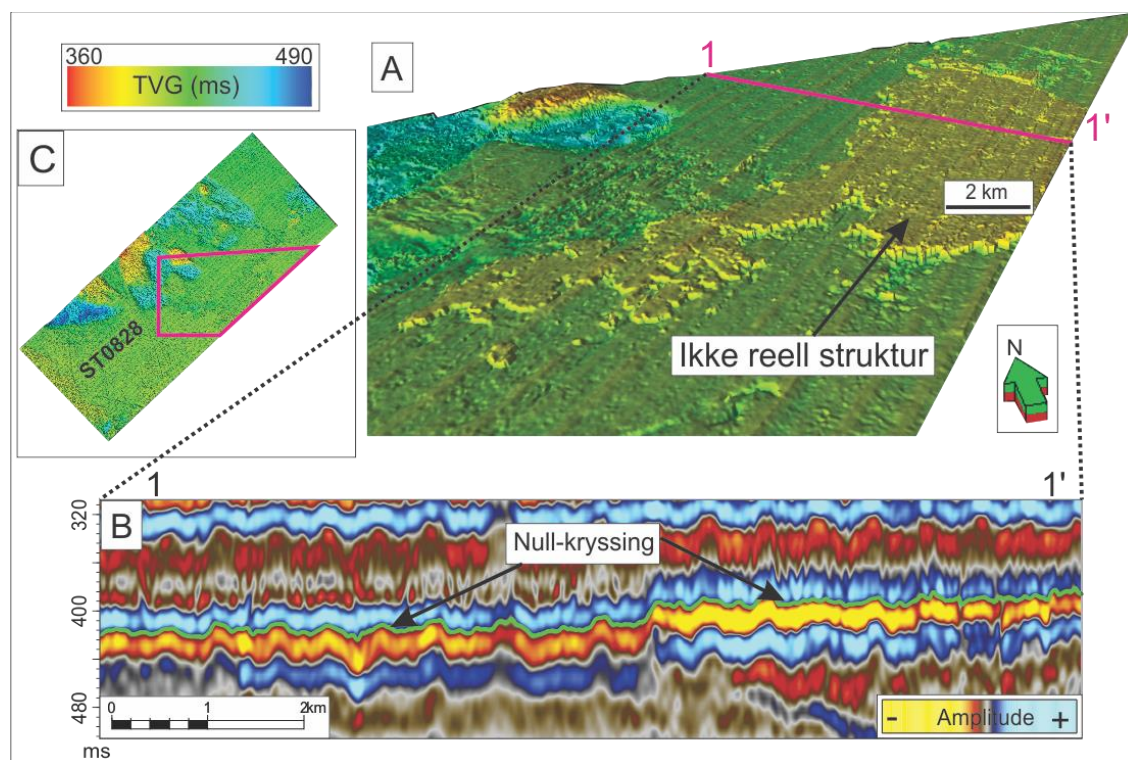 360 490
TVG (ms)
A
1
1'
2 km
Ikke reell struktur
N
C
ST0828
1 1'
B
Null-kryssing
320
400
480
ms
0 1 2km
- Amplitude +